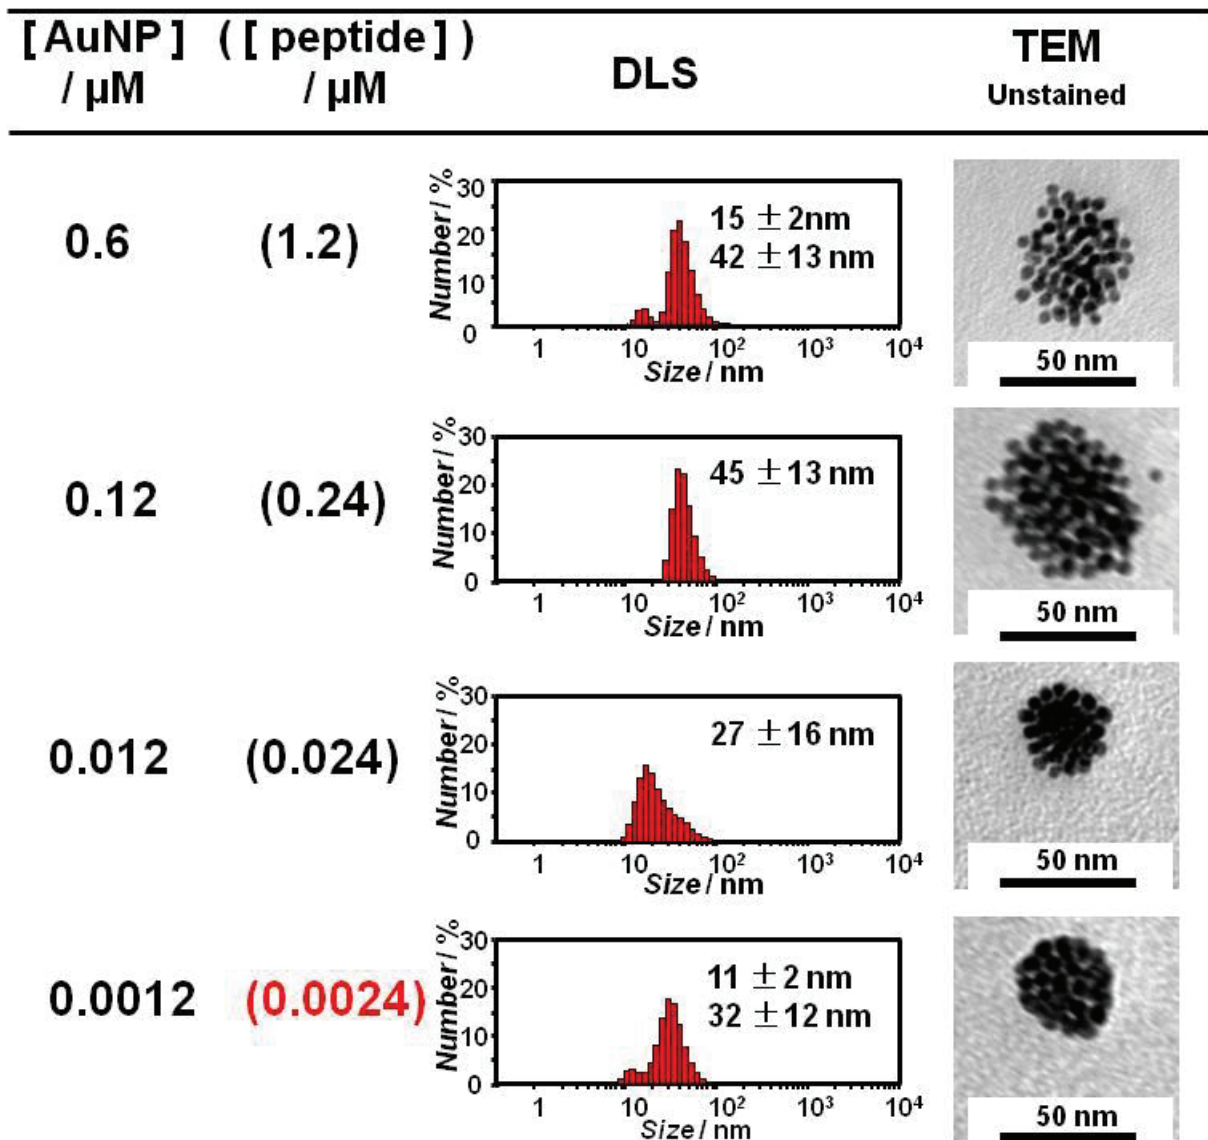 [AuNP] ([peptide]) DLS TEM
/ μM / μM Unstained
0.6 (1.2)
Number / %
30
20
10
0
15 ±2nm
42 ±13 nm
1 10 10² 10³ 10⁴
Size / nm
50 nm
0.12 (0.24)
Number / %
30
20
10
0
45 ±13 nm
1 10 10² 10³ 10⁴
Size / nm
50 nm
0.012 (0.024)
Number / %
30
20
10
0
27 ±16 nm
1 10 10² 10³ 10⁴
Size / nm
50 nm
0.0012 (0.0024)
Number / %
30
20
10
0
11 ±2 nm
32 ±12 nm
1 10 10² 10³ 10⁴
Size / nm
50 nm